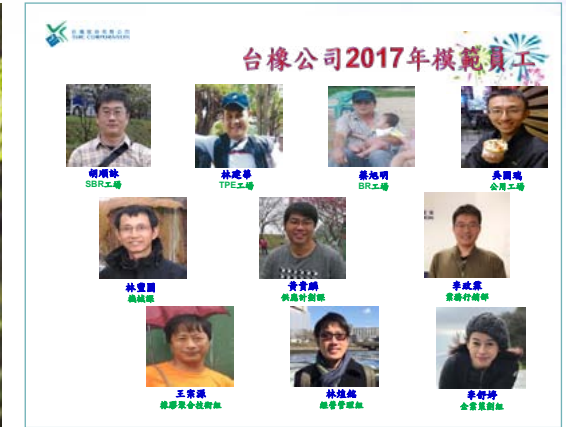 台橡股份有限公司
TSRC CORPORATION
台橡公司2017年模範員工
胡順詠
SBR工場
林建華
TPE工場
蔡旭明
BR工場
吳國瑞
公用工場
林豐國
機械課
黃貴麟
供應計劃課
李政霖
業務行銷部
王宗源
橡膠聚合技術組
林煌銘
經營管理組
李舒婷
企業策劃組